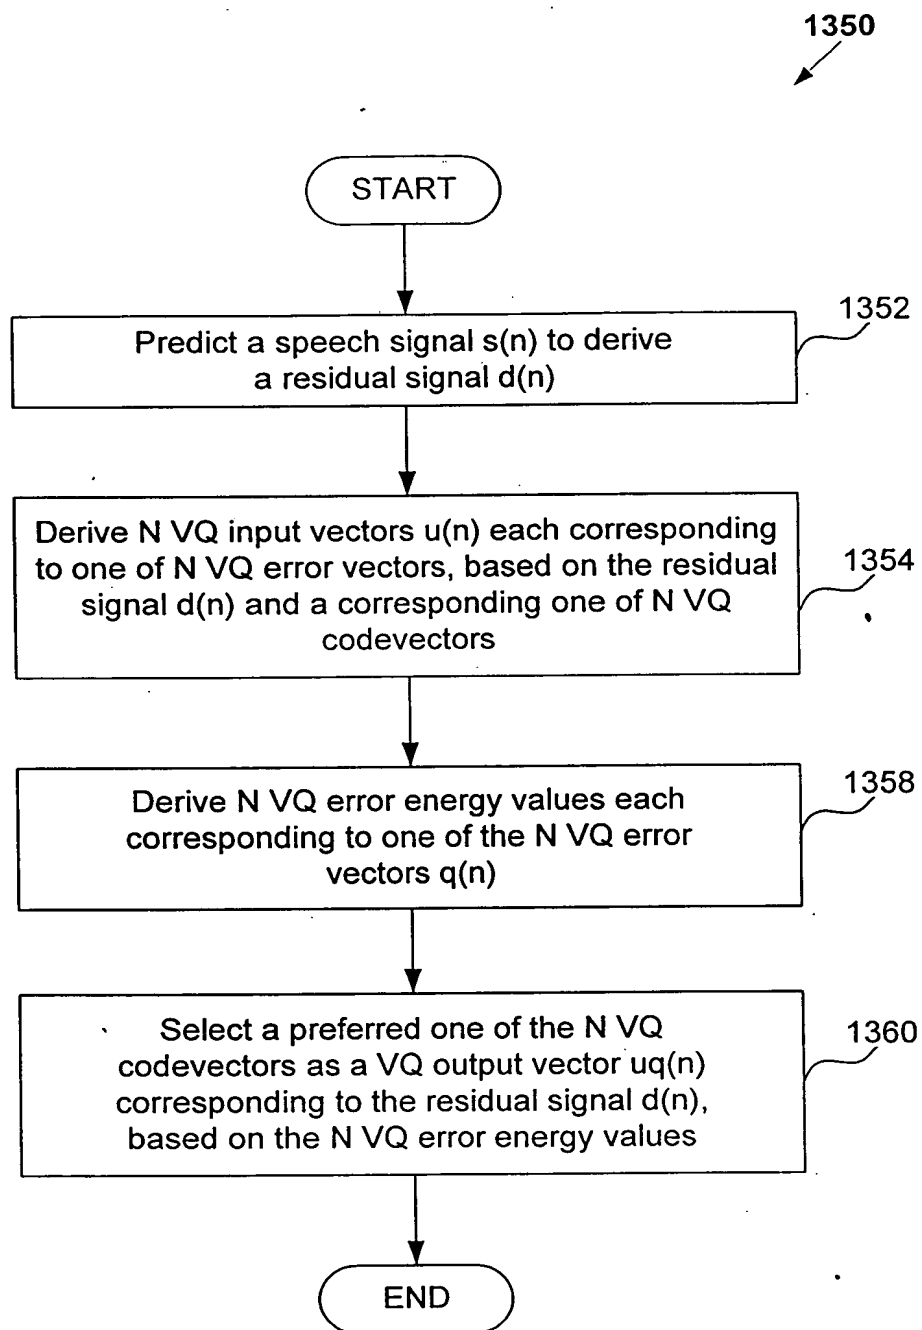 1350
START
1352
Predict a speech signal s(n) to derive
a residual signal d(n)
Derive N VQ input vectors u(n) each corresponding
to one of N VQ error vectors, based on the residual
signal d(n) and a corresponding one of N VQ
codevectors
1354
1358
Derive N VQ error energy values each
corresponding to one of the N VQ error
vectors q(n)
Select a preferred one of the N VQ
codevectors as a VQ output vector uq(n)
corresponding to the residual signal d(n),
based on the N VQ error energy values
1360
END